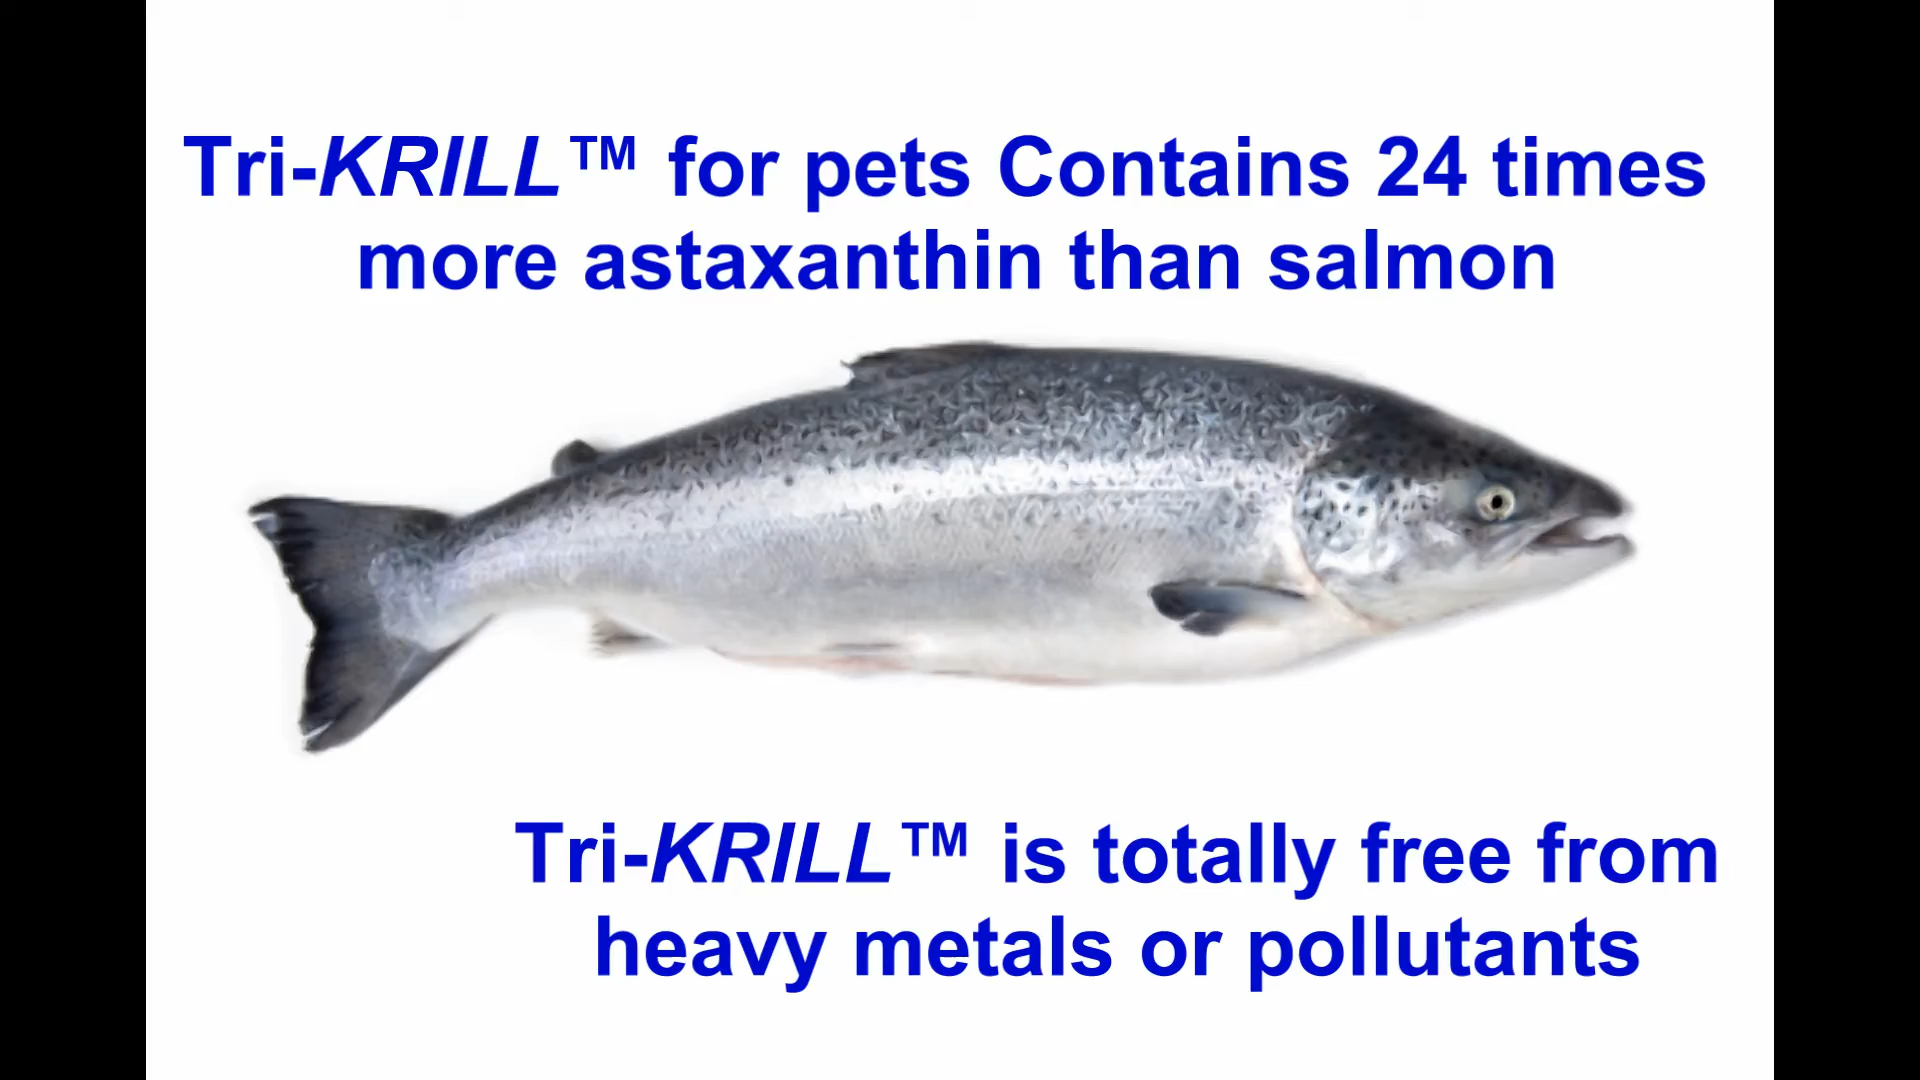 Tri-KRILL™ for pets Contains 24 times
more astaxanthin than salmon
Tri-KRILL™ is totally free from
heavy metals or pollutants